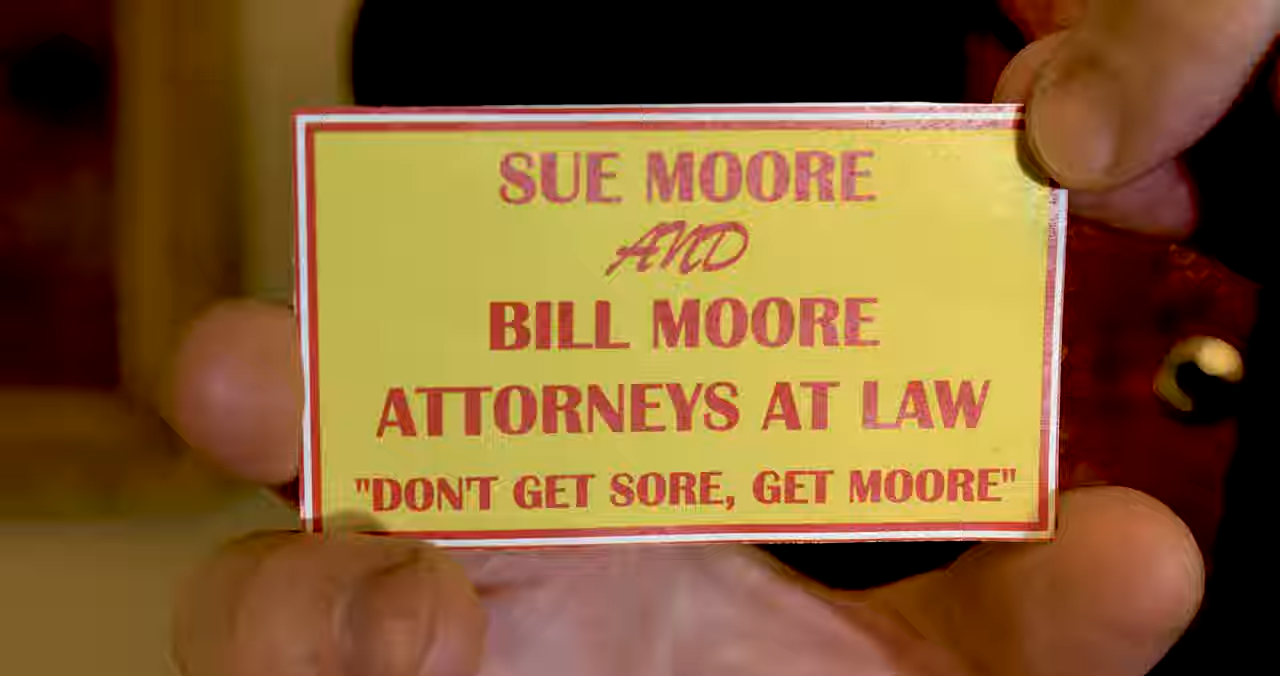 SUE MOORE
AND
BILL MOORE
ATTORNEYS AT LAW
"DON'T GET SORE, GET MOORE"